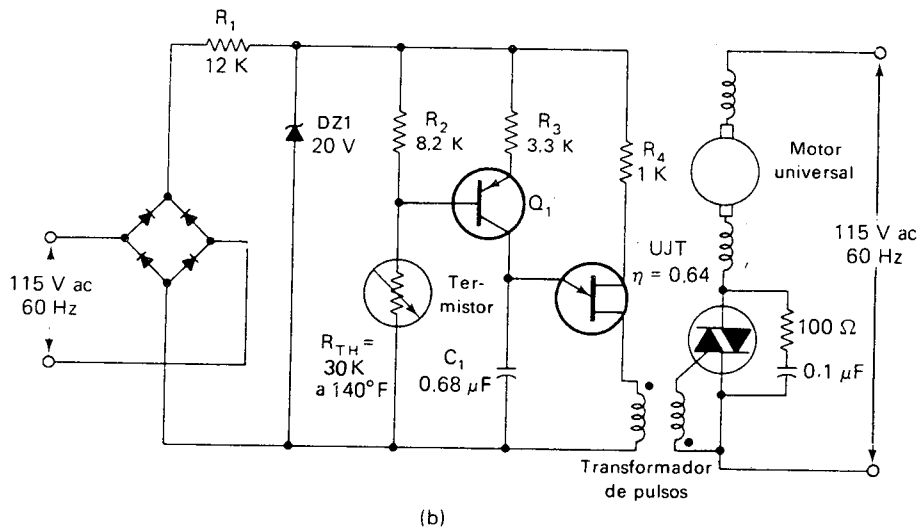 R1
12 K
DZ1
20 V
R2
8.2 K
R3
3.3 K
R4
1 K
Q1
UJT
η = 0.64
Ter-
mistor
RTH =
30 K
a 140°F
C1
0.68 μF
115 V ac
60 Hz
Motor
universal
115 V ac
60 Hz
100 Ω
0.1 μF
Transformador
de pulsos
(b)